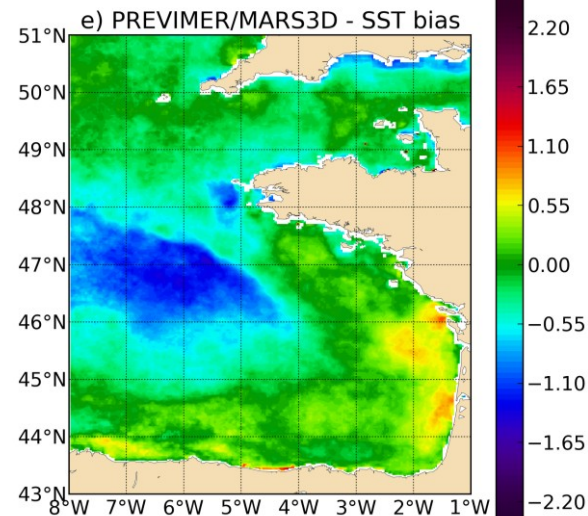 e) PREVIMER/MARS3D - SST bias
51°N
50°N
49°N
48°N
47°N
46°N
45°N
44°N
43°N
8°W 7°W 6°W 5°W 4°W 3°W 2°W 1°W
2.20
1.65
1.10
0.55
0.00
−0.55
−1.10
−1.65
−2.20